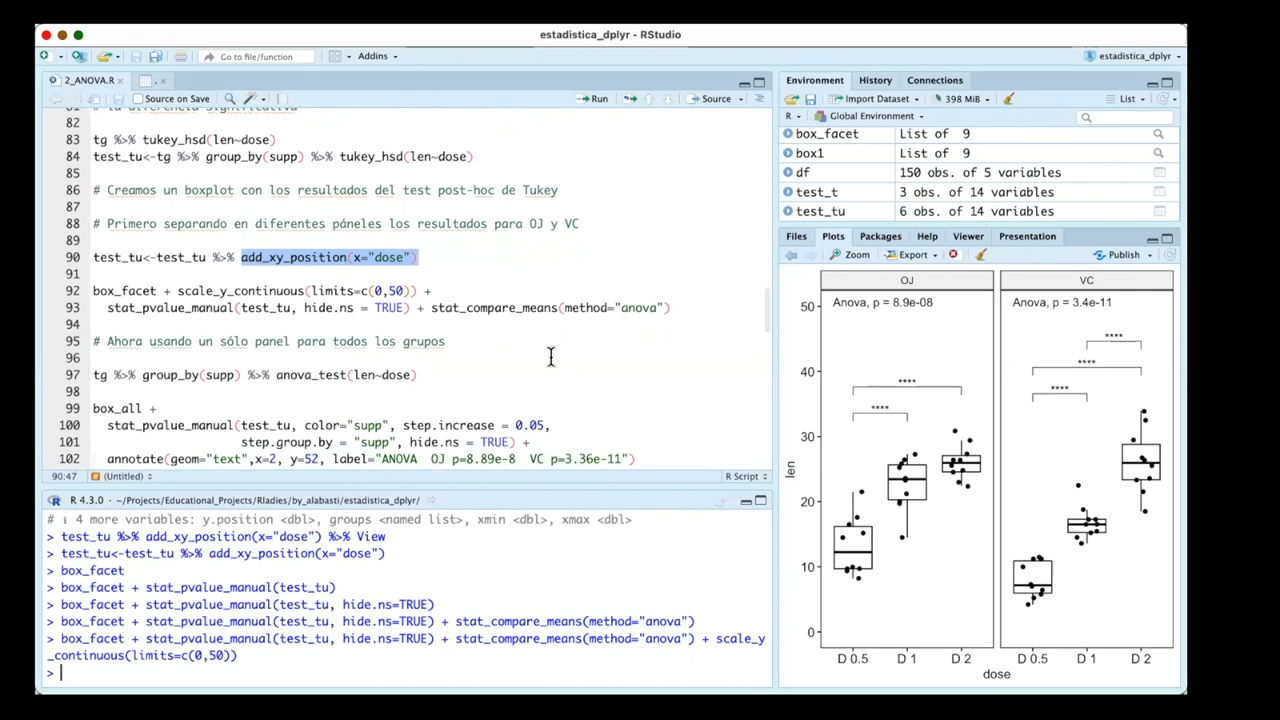 estadistica_dplyr - RStudio
Go to file/function
Addins
estadistica_dplyr
2_ANOVA.R
Source on Save
Run
Source
81 # la diferencia significativa
82
83 tg %>% tukey_hsd(len~dose)
84 test_tu<-tg %>% group_by(supp) %>% tukey_hsd(len~dose)
85
86 # Creamos un boxplot con los resultados del test post-hoc de Tukey
87
88 # Primero separando en diferentes páneles los resultados para OJ y VC
89
90 test_tu<-test_tu %>% add_xy_position(x="dose")
91
92 box_facet + scale_y_continuous(limits=c(0,50)) +
93 stat_pvalue_manual(test_tu, hide.ns = TRUE) + stat_compare_means(method="anova")
94
95 # Ahora usando un sólo panel para todos los grupos
96
97 tg %>% group_by(supp) %>% anova_test(len~dose)
98
99 box_all +
100 stat_pvalue_manual(test_tu, color="supp", step.increase = 0.05,
101 step.group.by = "supp", hide.ns = TRUE) +
102 annotate(geom="text",x=2, y=52, label="ANOVA  OJ p=8.89e-8  VC p=3.36e-11")
90:47 (Untitled) R Script
R 4.3.0 · ~/Projects/Educational_Projects/Rladies/by_alabasti/estadistica_dplyr/
# ℹ 4 more variables: y.position <dbl>, groups <named list>, xmin <dbl>, xmax <dbl>
> test_tu %>% add_xy_position(x="dose") %>% View
> test_tu<-test_tu %>% add_xy_position(x="dose")
> box_facet
> box_facet + stat_pvalue_manual(test_tu)
> box_facet + stat_pvalue_manual(test_tu, hide.ns=TRUE)
> box_facet + stat_pvalue_manual(test_tu, hide.ns=TRUE) + stat_compare_means(method="anova")
> box_facet + stat_pvalue_manual(test_tu, hide.ns=TRUE) + stat_compare_means(method="anova") + scale_y
_continuous(limits=c(0,50))
>
Environment History Connections
Import Dataset 398 MiB List
R Global Environment
box_facet List of 9
box1 List of 9
df 150 obs. of 5 variables
test_t 3 obs. of 14 variables
test_tu 6 obs. of 14 variables
Files Plots Packages Help Viewer Presentation
Zoom Export Publish
OJ VC
Anova, p = 8.9e-08 Anova, p = 3.4e-11
**** **** **** **** ****
50
40
30
20
10
0
len
D 0.5 D 1 D 2 D 0.5 D 1 D 2
dose